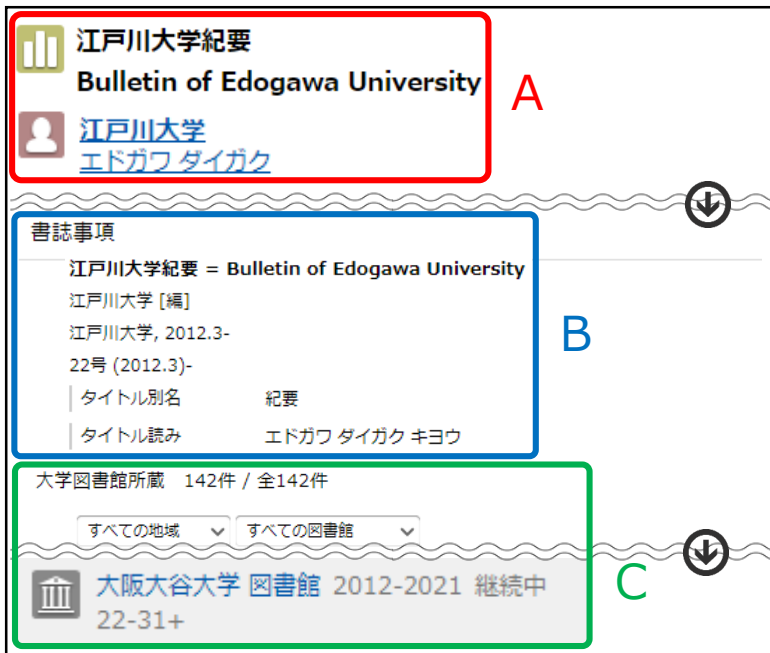 江戸川大学紀要
Bulletin of Edogawa University
A
江戸川大学
エドガワ ダイガク
書誌事項
江戸川大学紀要 = Bulletin of Edogawa University
江戸川大学 [編]
江戸川大学, 2012.3-
B
22号 (2012.3)-
タイトル別名 紀要
タイトル読み エドガワ ダイガク キヨウ
大学図書館所蔵 142件 / 全142件
すべての地域 すべての図書館
C
大阪大谷大学 図書館 2012-2021 継続中
22-31+